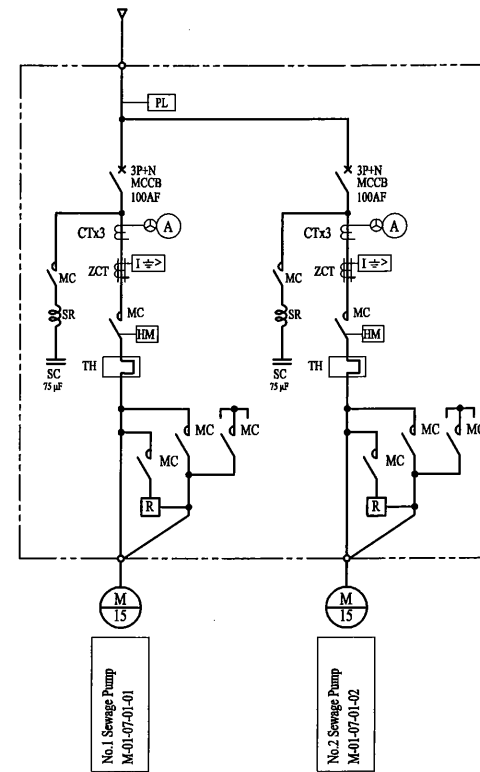 PL
3P+N
MCCB
100AF
CTx3
A
ZCT
I >
MC
SR
MC
HM
SC
75 µF
TH
MC
MC
MC
R
M
15
No.1 Sewage Pump
M-01-07-01-01
3P+N
MCCB
100AF
CTx3
A
ZCT
I >
MC
SR
MC
HM
SC
75 µF
TH
MC
MC
MC
R
M
15
No.2 Sewage Pump
M-01-07-01-02